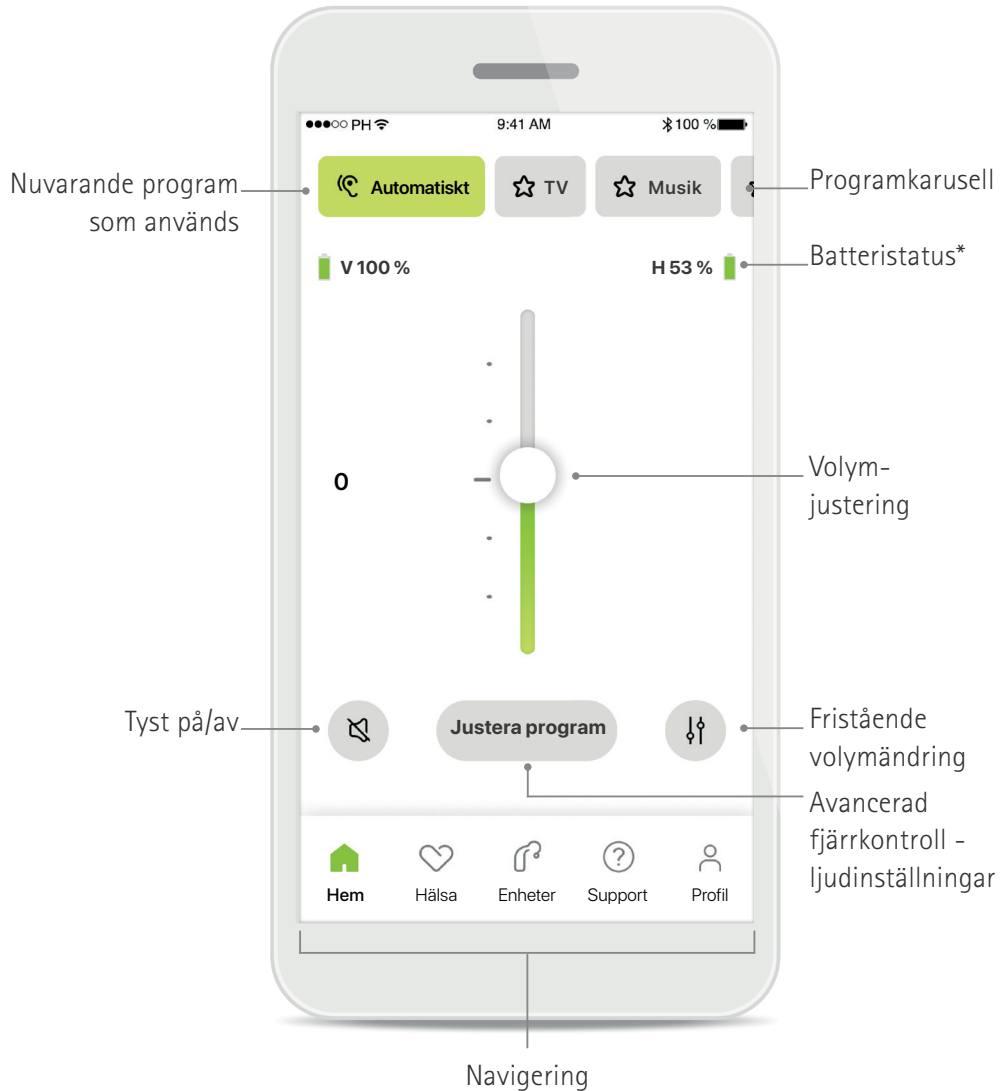 PH
9:41 AM
100 %
Automatiskt
TV
Musik
Nuvarande program
som används
Programkarusell
V 100 %
H 53 %
Batteristatus*
0
Volym-
justering
Tyst på/av
Justera program
Fristående
volymändring
Avancerad
fjärrkontroll -
ljudinställningar
Hem
Hälsa
Enheter
Support
Profil
Navigering